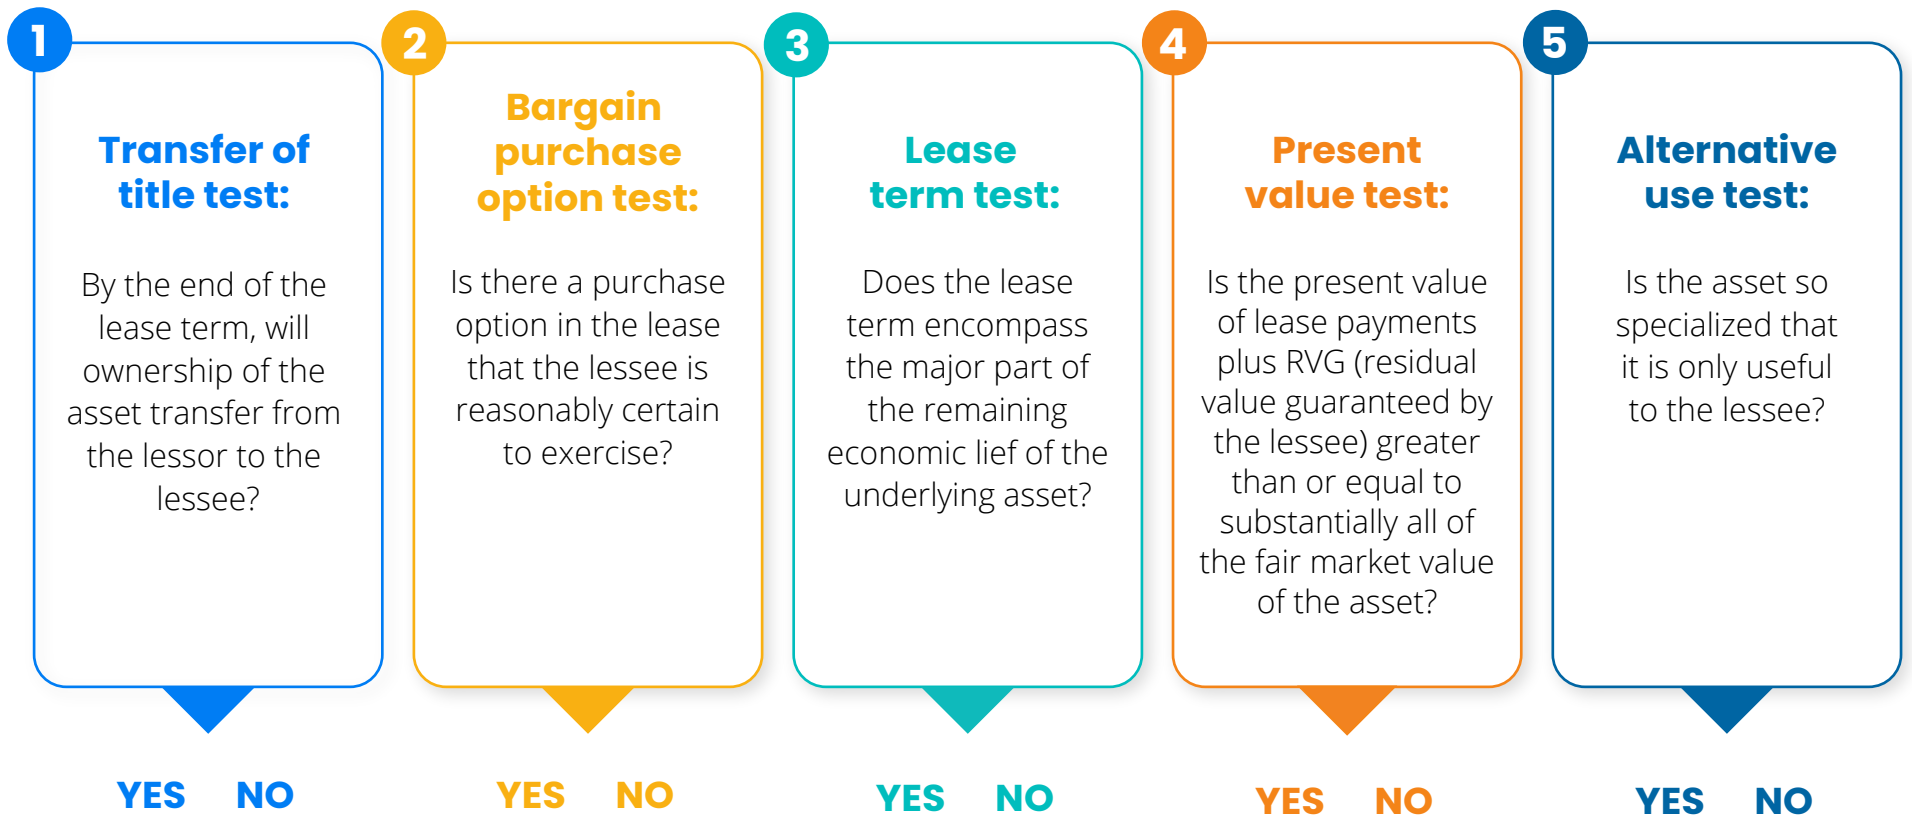 1
Transfer of
title test:
By the end of the
lease term, will
ownership of the
asset transfer from
the lessor to the
lessee?
YES NO
2
Bargain
purchase
option test:
Is there a purchase
option in the lease
that the lessee is
reasonably certain
to exercise?
YES NO
3
Lease
term test:
Does the lease
term encompass
the major part of
the remaining
economic lief of the
underlying asset?
YES NO
4
Present
value test:
Is the present value
of lease payments
plus RVG (residual
value guaranteed by
the lessee) greater
than or equal to
substantially all of
the fair market value
of the asset?
YES NO
5
Alternative
use test:
Is the asset so
specialized that
it is only useful
to the lessee?
YES NO